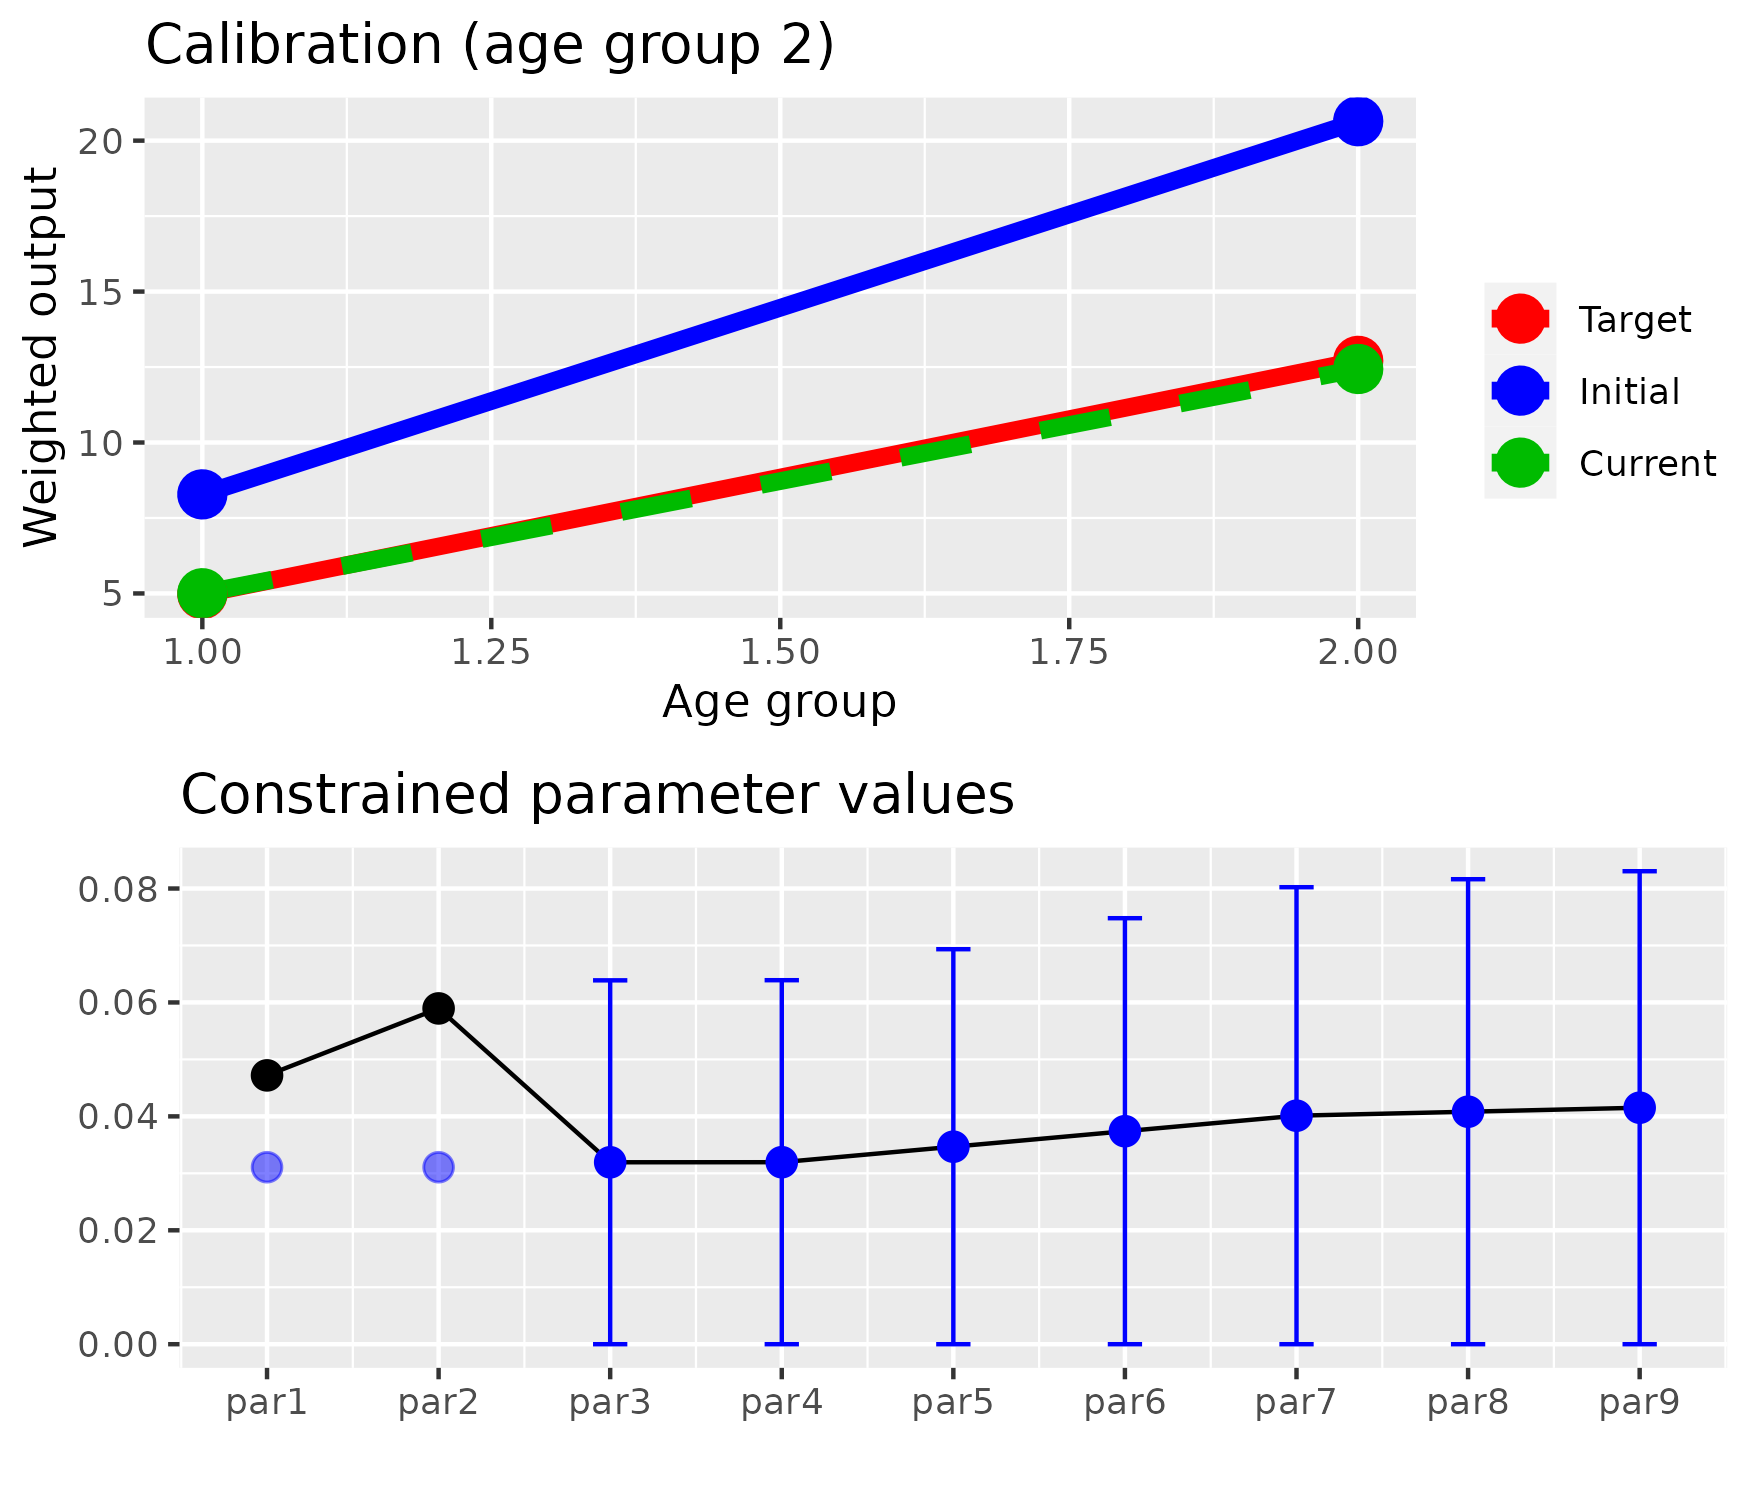 Calibration (age group 2)
Weighted output
20
15
10
5
1.00 1.25 1.50 1.75 2.00
Age group
Target
Initial
Current
Constrained parameter values
0.08
0.06
0.04
0.02
0.00
par1 par2 par3 par4 par5 par6 par7 par8 par9